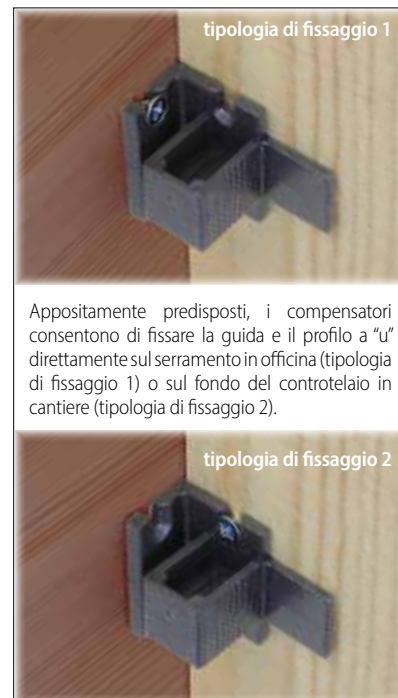 tipologia di fissaggio 1
Appositamente predisposti, i compensatori
consentono di fissare la guida e il profilo a “u”
direttamente sul serramento in officina (tipologia
di fissaggio 1) o sul fondo del controtelaio in
cantiere (tipologia di fissaggio 2).
tipologia di fissaggio 2